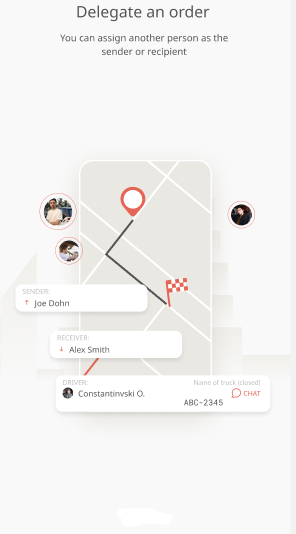 Delegate an order
You can assign another person as the
sender or recipient
SENDER:
↑ Joe Dohn
RECEIVER:
↓ Alex Smith
DRIVER:
Name of truck (closed)
Constantinvski O.
CHAT
ABC-2345